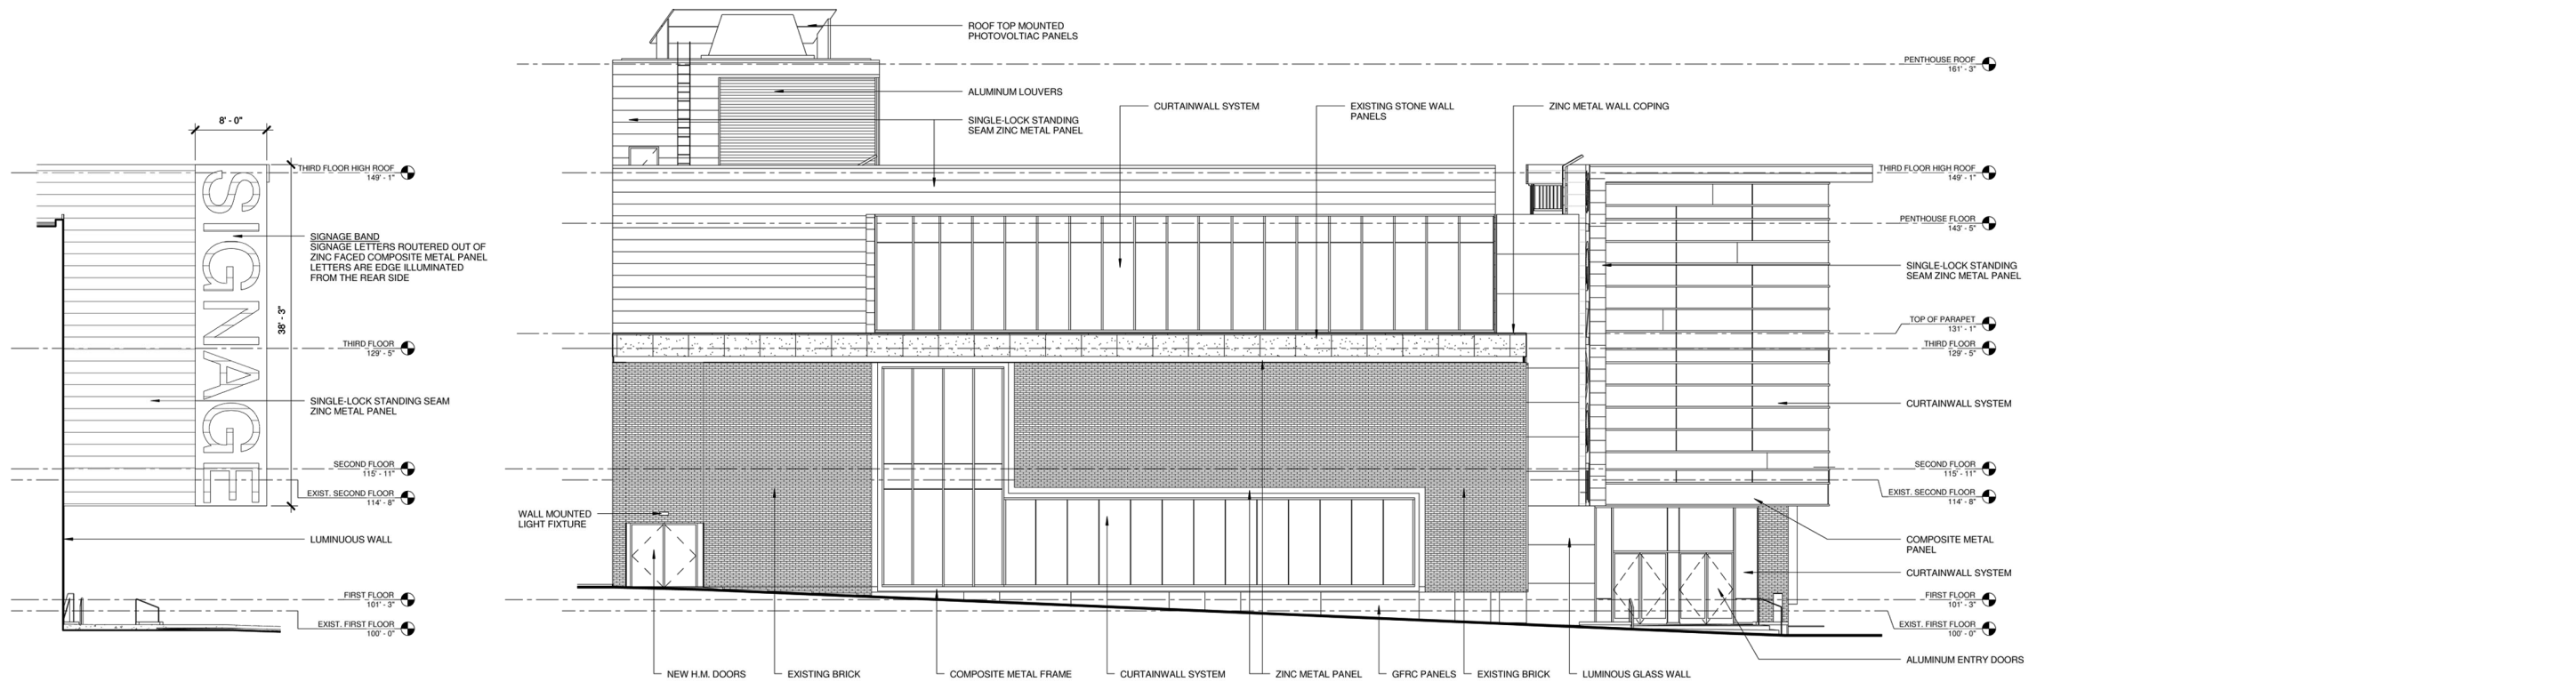 8' - 0"
THIRD FLOOR HIGH ROOF
149' - 1"
SIGNAGE
SIGNAGE BAND
SIGNAGE LETTERS ROUTERED OUT OF
ZINC FACED COMPOSITE METAL PANEL
LETTERS ARE EDGE ILLUMINATED
FROM THE REAR SIDE
38' - 3"
THIRD FLOOR
129' - 5"
SINGLE-LOCK STANDING SEAM
ZINC METAL PANEL
SECOND FLOOR
115' - 11"
EXIST. SECOND FLOOR
114' - 8"
LUMINUOUS WALL
FIRST FLOOR
101' - 3"
EXIST. FIRST FLOOR
100' - 0"
ROOF TOP MOUNTED
PHOTOVOLTIAC PANELS
ALUMINUM LOUVERS
SINGLE-LOCK STANDING
SEAM ZINC METAL PANEL
CURTAINWALL SYSTEM
EXISTING STONE WALL
PANELS
ZINC METAL WALL COPING
WALL MOUNTED
LIGHT FIXTURE
NEW H.M. DOORS
EXISTING BRICK
COMPOSITE METAL FRAME
CURTAINWALL SYSTEM
ZINC METAL PANEL
GFRC PANELS
EXISTING BRICK
LUMINOUS GLASS WALL
PENTHOUSE ROOF
161' - 3"
THIRD FLOOR HIGH ROOF
149' - 1"
PENTHOUSE FLOOR
143' - 5"
SINGLE-LOCK STANDING
SEAM ZINC METAL PANEL
TOP OF PARAPET
131' - 1"
THIRD FLOOR
129' - 5"
CURTAINWALL SYSTEM
SECOND FLOOR
115' - 11"
EXIST. SECOND FLOOR
114' - 8"
COMPOSITE METAL
PANEL
CURTAINWALL SYSTEM
FIRST FLOOR
101' - 3"
EXIST. FIRST FLOOR
100' - 0"
ALUMINUM ENTRY DOORS